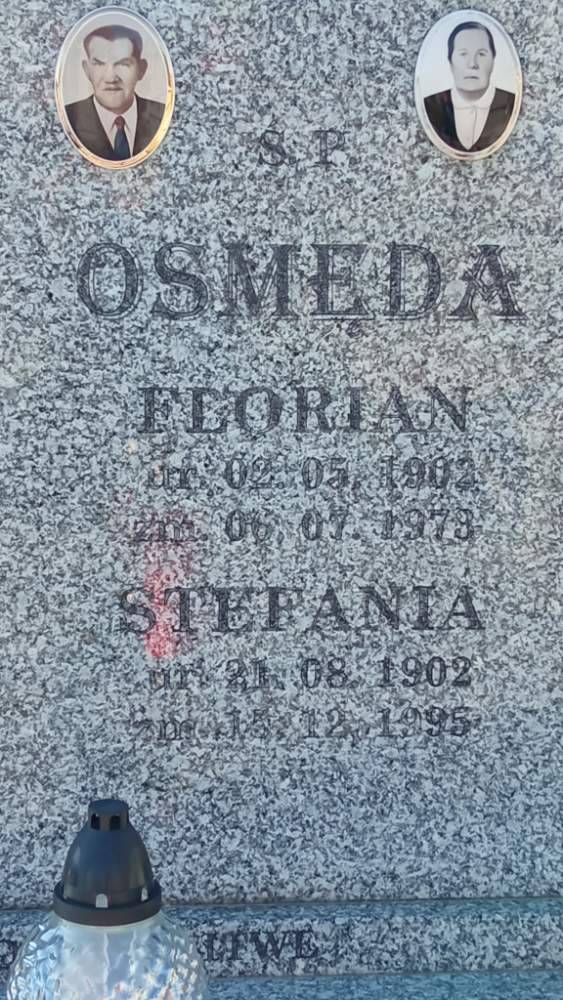 Ś. P.
OSMĘDA
FLORIAN
ur. 02. 05. 1902
zm. 06. 07. 1973
STEFANIA
ur. 21. 08. 1902
zm. 15. 12. 1995